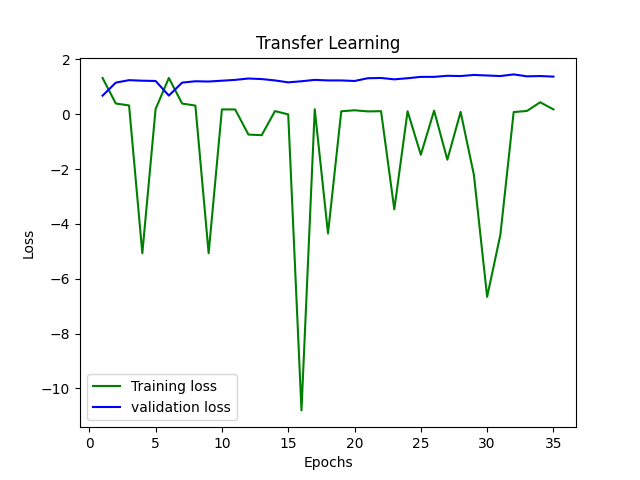 Transfer Learning
2
0
−2
−4
−6
−8
−10
Loss
Training loss
validation loss
0 5 10 15 20 25 30 35
Epochs